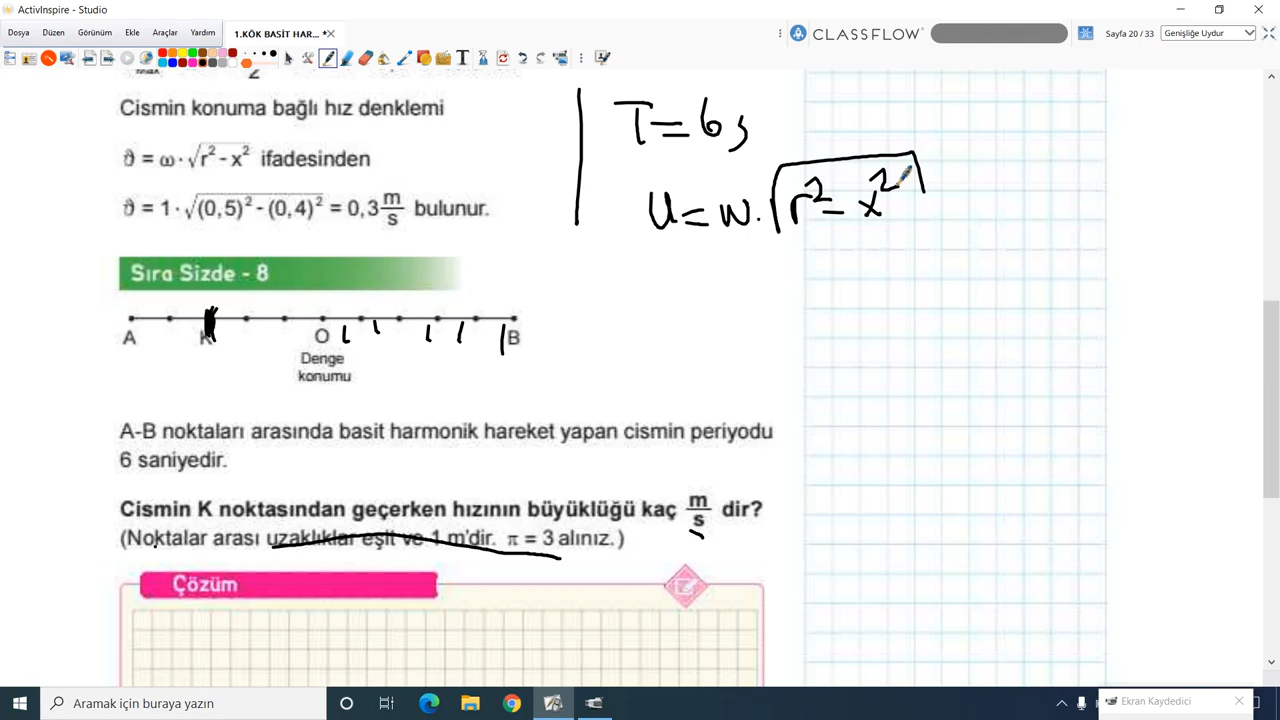 ActivInspire - Studio
Dosya Düzen Görünüm Ekle Araçlar Yardım
1.KÖK BASİT HAR... *
CLASSFLOW
Sayfa 20 / 33
Genişliğe Uydur
max 2
Cismin konuma bağlı hız denklemi
ϑ = ω · √r² - x² ifadesinden
ϑ = 1 · √(0,5)² - (0,4)² = 0,3 m/s bulunur.
T = 6s
U = w. √r² - x²
Sıra Sizde - 8
A K O B
Denge
konumu
A-B noktaları arasında basit harmonik hareket yapan cismin periyodu
6 saniyedir.
Cismin K noktasından geçerken hızının büyüklüğü kaç m/s dir?
(Noktalar arası uzaklıklar eşit ve 1 m'dir. π = 3 alınız.)
Çözüm
Aramak için buraya yazın
Ekran Kaydedici